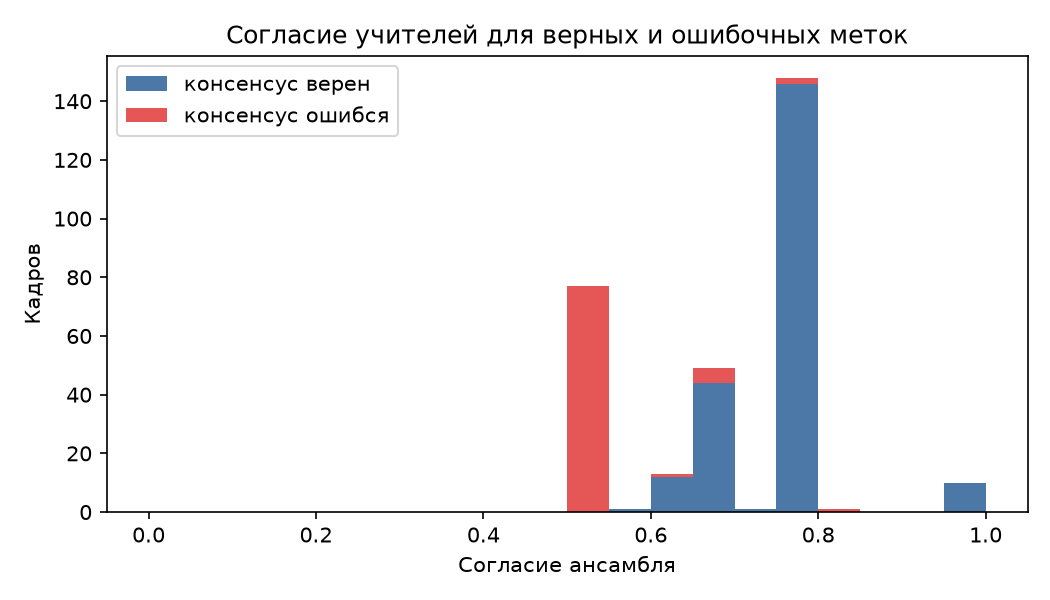 Согласие учителей для верных и ошибочных меток
консенсус верен
консенсус ошибся
140
120
100
80
60
40
20
0
Кадров
0.0 0.2 0.4 0.6 0.8 1.0
Согласие ансамбля